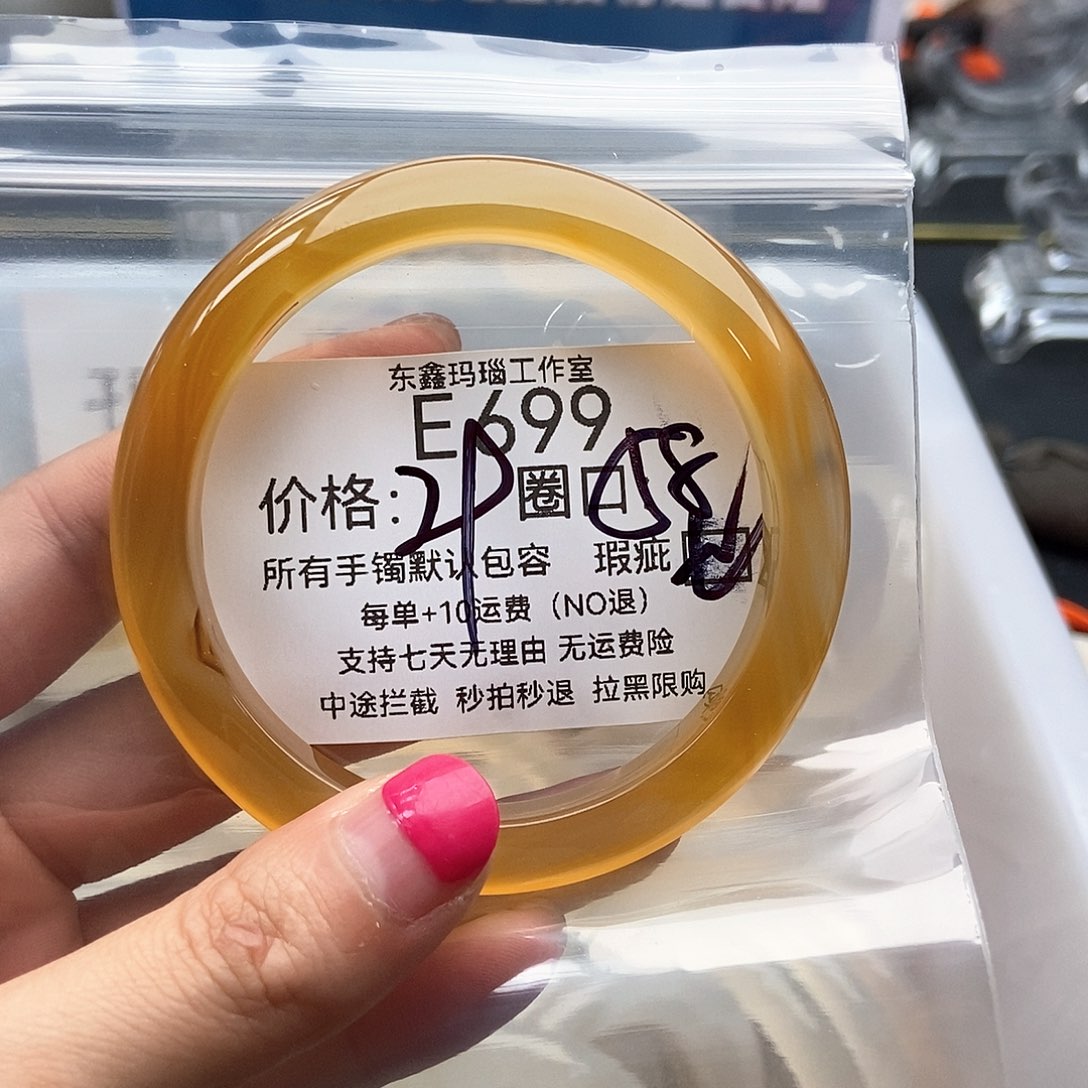 东鑫玛瑙工作室
E699
价格: 圈口: 58
所有手镯默认包容 瑕疵
每单+10运费（NO退）
支持七天无理由 无运费险
中途拦截 秒拍秒退 拉黑限购